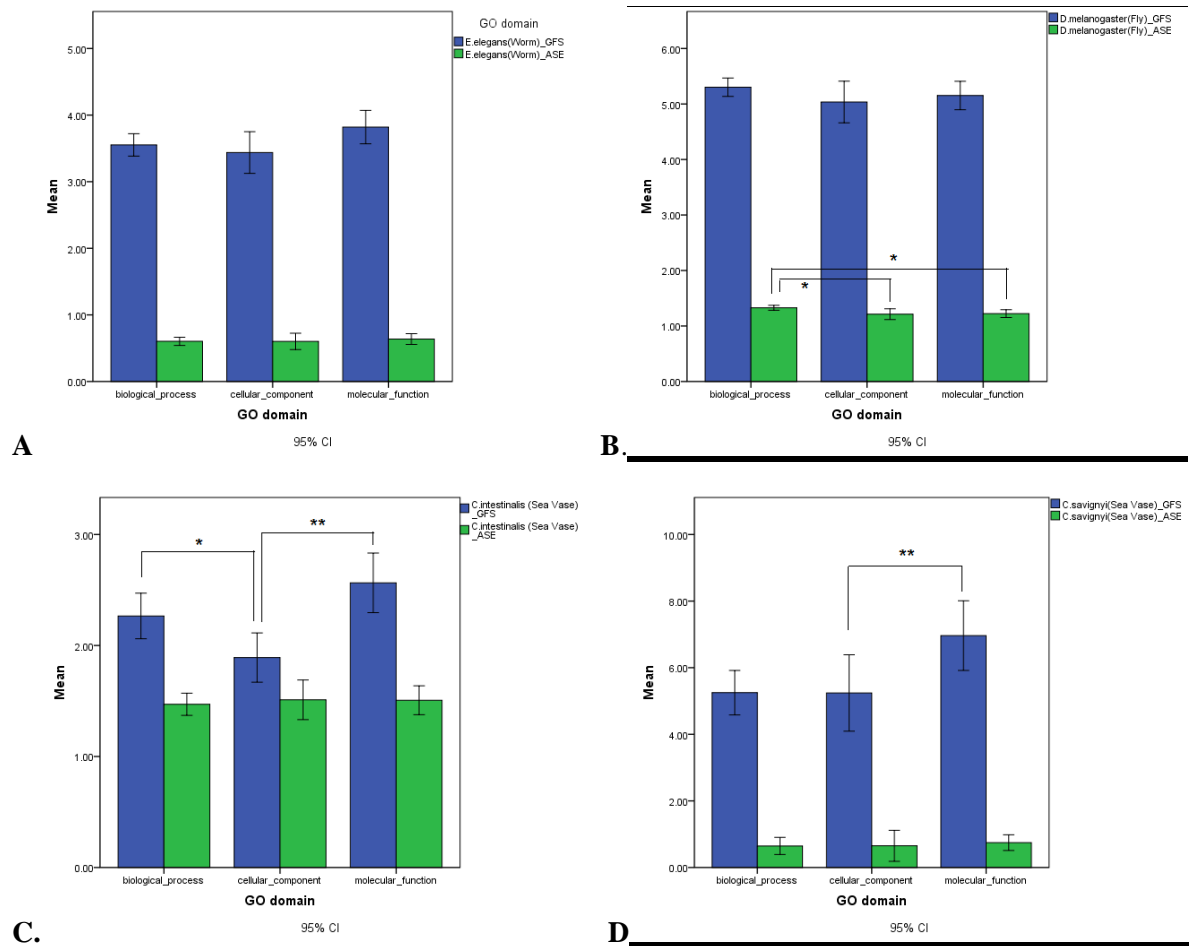 GO domain
E.elegans(Worm)_GFS
E.elegans(Worm)_ASE
5.00
4.00
3.00
2.00
1.00
0.00
Mean
biological_process cellular_component molecular_function
GO domain
95% CI
A
D.melanogaster(Fly)_GFS
D.melanogaster(Fly)_ASE
6.00
5.00
4.00
3.00
2.00
1.00
0.00
Mean
*
*
biological_process cellular_component molecular_function
GO domain
95% CI
B.
C.intestinalis (Sea Vase)
_GFS
C.intestinalis (Sea Vase)
_ASE
3.00
2.00
1.00
0.00
Mean
*
**
biological_process cellular_component molecular_function
GO domain
95% CI
C.
C.savignyi(Sea Vase)_GFS
C.savignyi(Sea Vase)_ASE
10.00
8.00
6.00
4.00
2.00
0.00
Mean
**
biological_process cellular_component molecular_function
GO domain
95% CI
D